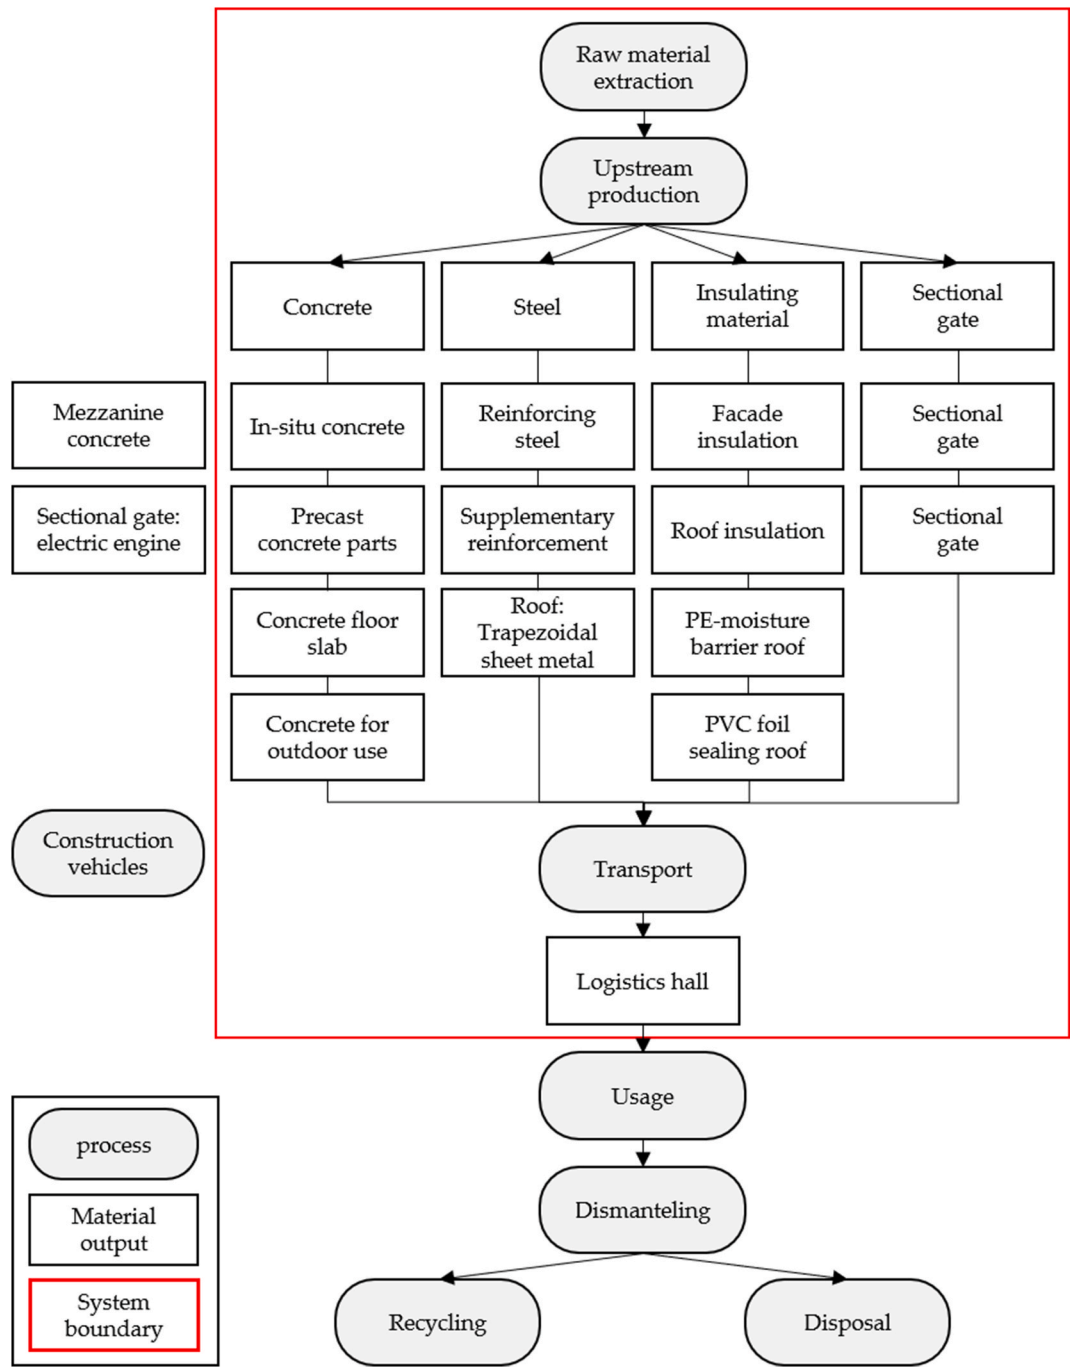 Raw material
extraction
Upstream
production
Concrete
Steel
Insulating
material
Sectional
gate
Mezzanine
concrete
In-situ concrete
Reinforcing
steel
Facade
insulation
Sectional
gate
Sectional gate:
electric engine
Precast
concrete parts
Supplementary
reinforcement
Roof insulation
Sectional
gate
Concrete floor
slab
Roof:
Trapezoidal
sheet metal
PE-moisture
barrier roof
Concrete for
outdoor use
PVC foil
sealing roof
Construction
vehicles
Transport
Logistics hall
Usage
Dismanteling
Recycling
Disposal
process
Material
output
System
boundary